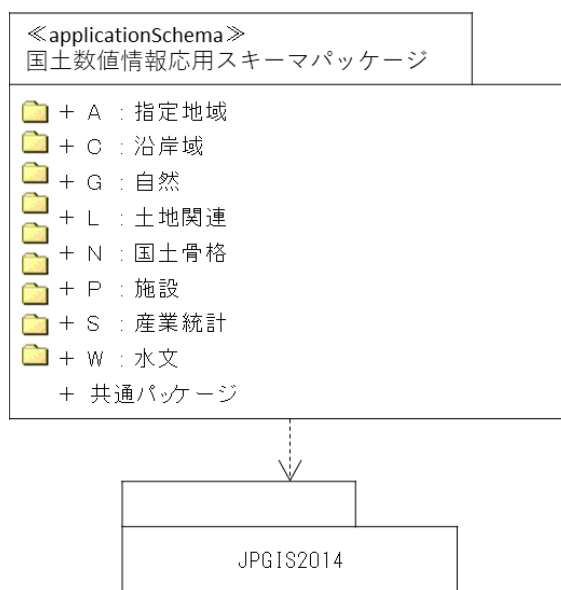 ≪applicationSchema≫
国土数値情報応用スキーマパッケージ
+ A : 指定地域
+ C : 沿岸域
+ G : 自然
+ L : 土地関連
+ N : 国土骨格
+ P : 施設
+ S : 産業統計
+ W : 水文
+ 共通パッケージ
JPGIS2014